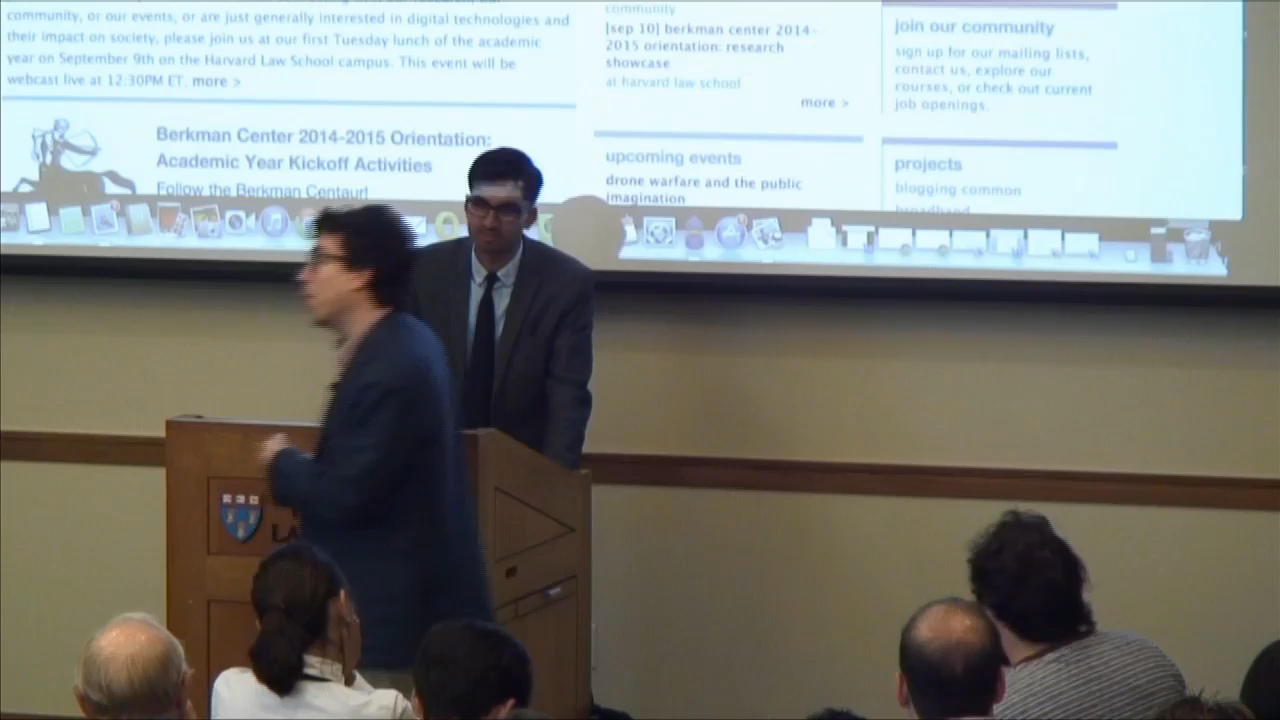 community, or our events, or are just generally interested in digital technologies and
their impact on society, please join us at our first Tuesday lunch of the academic
year on September 9th on the Harvard Law School campus. This event will be
webcast live at 12:30PM ET. more >
Berkman Center 2014-2015 Orientation:
Academic Year Kickoff Activities
Follow the Berkman Centaur!
community
[sep 10] berkman center 2014-
2015 orientation: research
showcase
at harvard law school
more >
upcoming events
drone warfare and the public
imagination
join our community
sign up for our mailing lists,
contact us, explore our
courses, or check out current
job openings.
projects
blogging common
broadband
LA